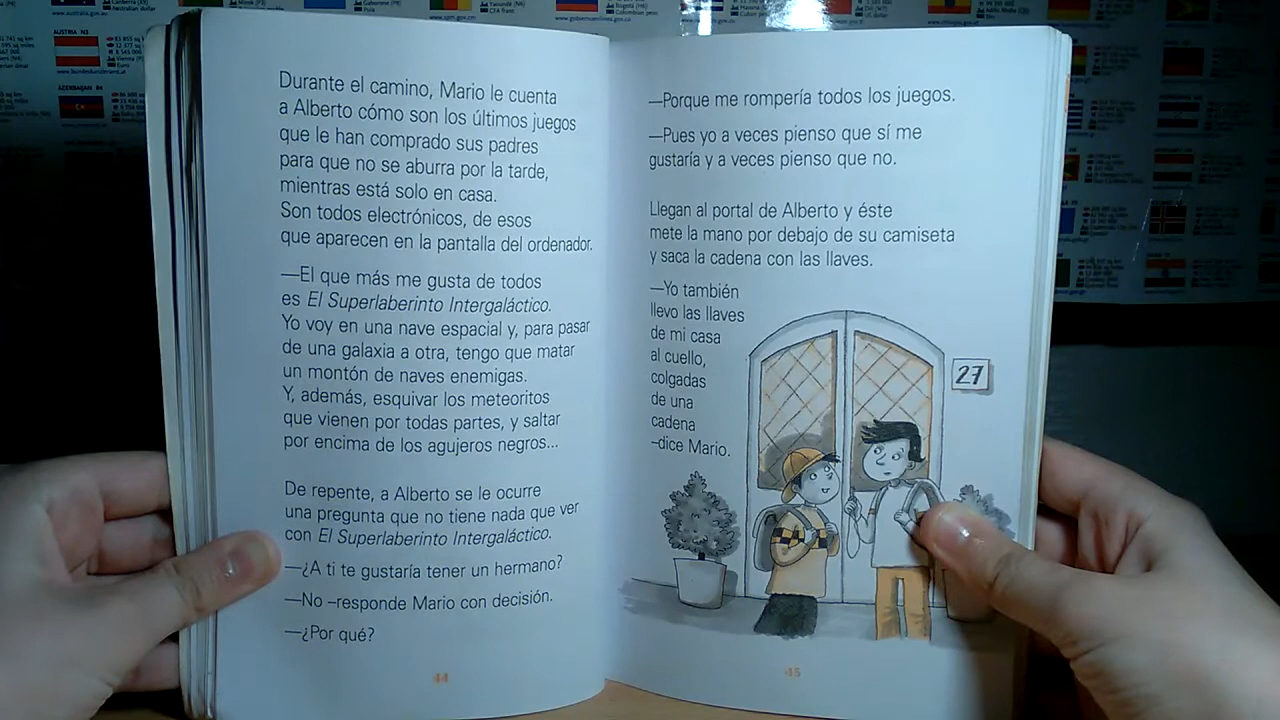 Durante el camino, Mario le cuenta
a Alberto cómo son los últimos juegos
que le han comprado sus padres
para que no se aburra por la tarde,
mientras está solo en casa.
Son todos electrónicos, de esos
que aparecen en la pantalla del ordenador.
—El que más me gusta de todos
es El Superlaberinto Intergaláctico.
Yo voy en una nave espacial y, para pasar
de una galaxia a otra, tengo que matar
un montón de naves enemigas.
Y, además, esquivar los meteoritos
que vienen por todas partes, y saltar
por encima de los agujeros negros...
De repente, a Alberto se le ocurre
una pregunta que no tiene nada que ver
con El Superlaberinto Intergaláctico.
—¿A ti te gustaría tener un hermano?
—No –responde Mario con decisión.
—¿Por qué?
44
—Porque me rompería todos los juegos.
—Pues yo a veces pienso que sí me
gustaría y a veces pienso que no.
Llegan al portal de Alberto y éste
mete la mano por debajo de su camiseta
y saca la cadena con las llaves.
—Yo también
llevo las llaves
de mi casa
al cuello,
colgadas
de una
cadena
–dice Mario.
27
45
AUSTRIA N3
AZERBAIJAN R4